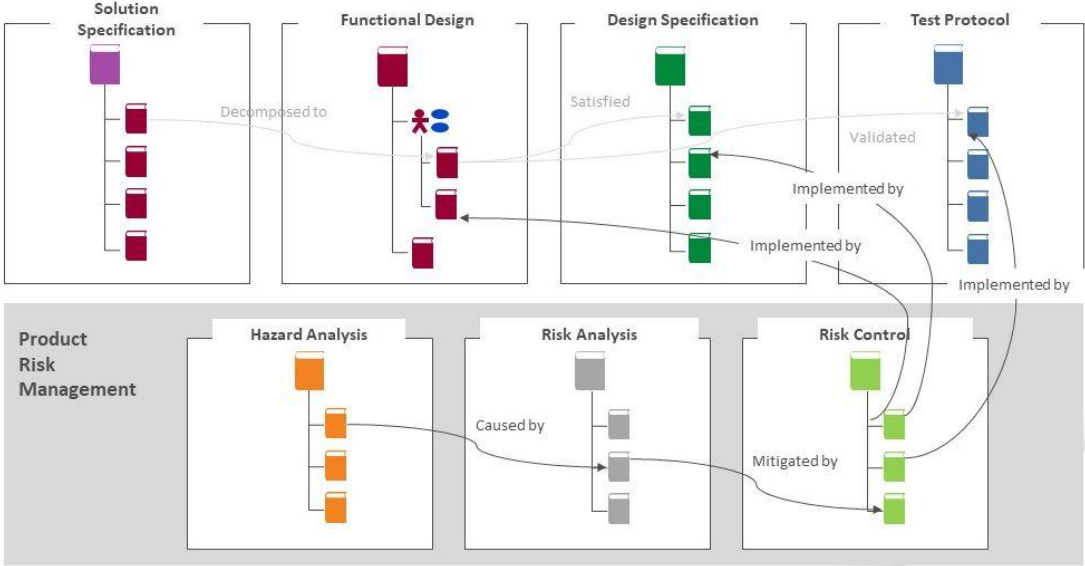 Solution
Specification
Functional Design
Design Specification
Test Protocol
Decomposed to
Satisfied
Validated
Implemented by
Implemented by
Implemented by
Product
Risk
Management
Hazard Analysis
Risk Analysis
Risk Control
Caused by
Mitigated by